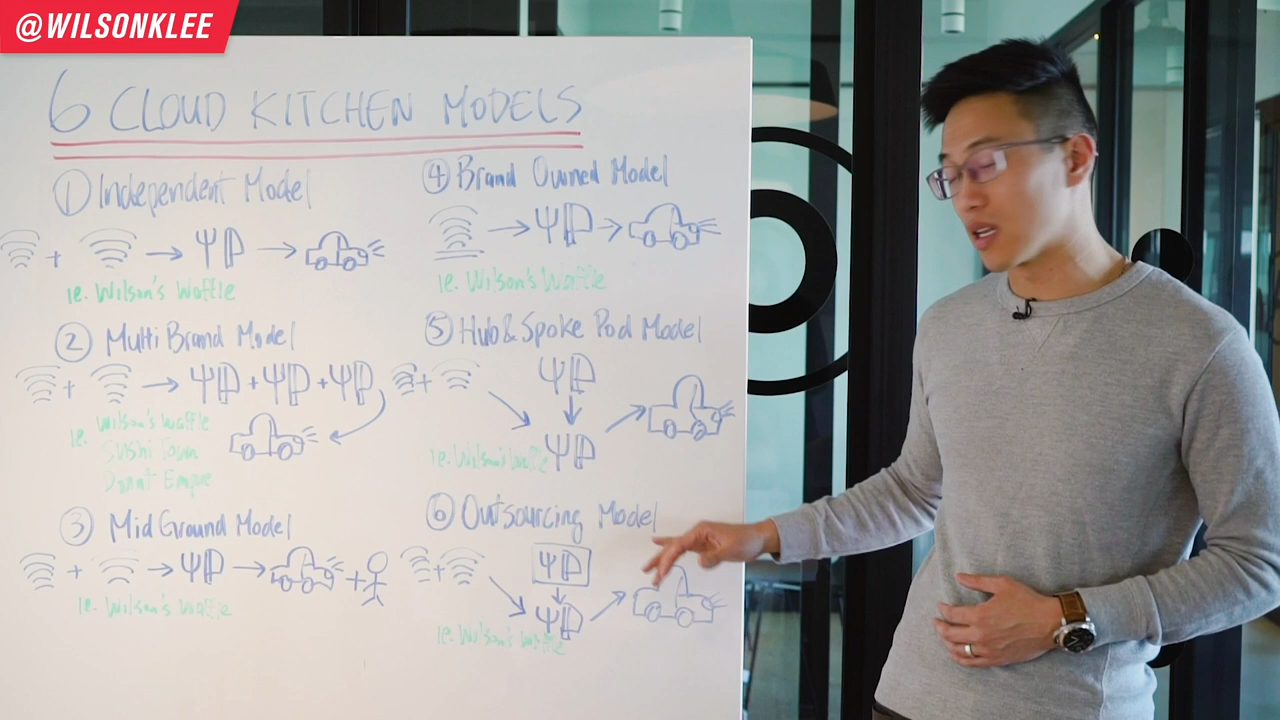 @WILSONKLEE
6 CLOUD KITCHEN MODELS
1 Independent Model
+
ie. Wilson's Waffle
2 Multi Brand Model
+ + +
ie. Wilson's Waffle
Sushi Town
Donut Empire
3 Mid Ground Model
+ +
ie. Wilson's Waffle
4 Brand Owned Model
ie. Wilson's Waffle
5 Hub & Spoke Pod Model
+
ie. Wilson's Waffle
6 Outsourcing Model
+
ie. Wilson's Waffle